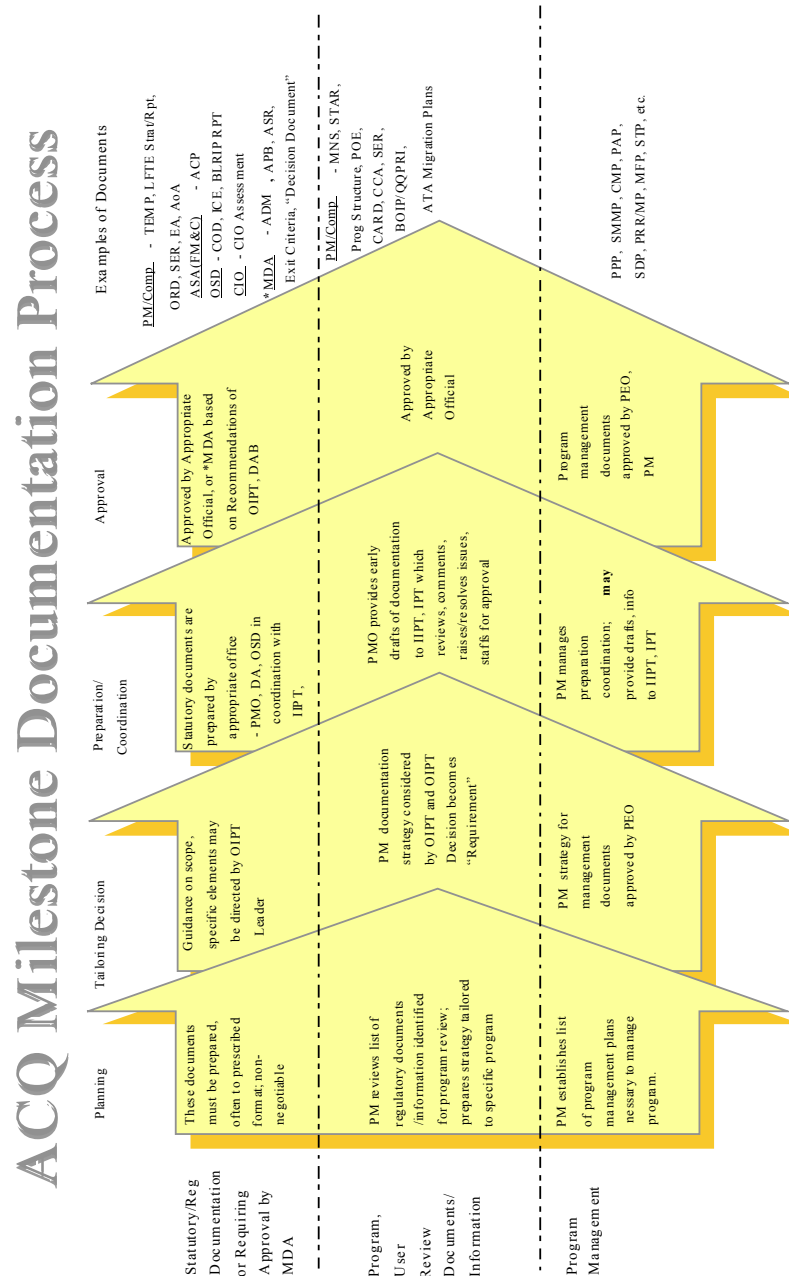 ACQ Milestone Documentation Process
Planning
Tailoring Decision
Preparation/
Coordination
Approval
Examples of Documents
Statutory/Reg
Documentation
or Requiring
Approval by
MDA
These documents
must be prepared,
often to prescribed
format; non-
negotiable
Guidance on scope,
specific elements may
be directed by OIPT
Leader
Statutory documents are
prepared by
appropriate office
- PMO, DA, OSD in
coordination with
IIPT,
Approved by Appropriate
Official, or *MDA based
on Recommendations of
OIPT, DAB
PM/Comp - TEMP, LFTE Stat/Rpt,
ORD, SER, EA, AoA
ASA(FM&C) - ACP
OSD - COD, ICE, BLRIP RPT
CIO - CIO Assessment
*MDA - ADM , APB, ASR,
Exit Criteria, "Decision Document"
Program,
User
Review
Documents/
Information
PM reviews list of
regulatory documents
/information identified
for program review;
prepares strategy tailored
to specific program
PM documentation
strategy considered
by OIPT and OIPT
Decision becomes
"Requirement"
PMO provides early
drafts of documentation
to IIPT, IPT which
reviews, comments,
raises/resolves issues,
staffs for approval
Approved by
Appropriate
Official
PM/Comp - MNS, STAR,
Prog Structure, POE,
CARD, CCA, SER,
BOIP/QQPRI,
ATA Migration Plans
Program
Management
PM establishes list
of program
management plans
nessary to manage
program.
PM strategy for
management
documents
approved by PEO
PM manages
preparation
coordination; may
provide drafts, info
to IIPT, IPT
Program
management
documents
approved by PEO,
PM
PPP, SMMP, CMP, PAP,
SDP, PRR/MP, MFP, STP, etc.